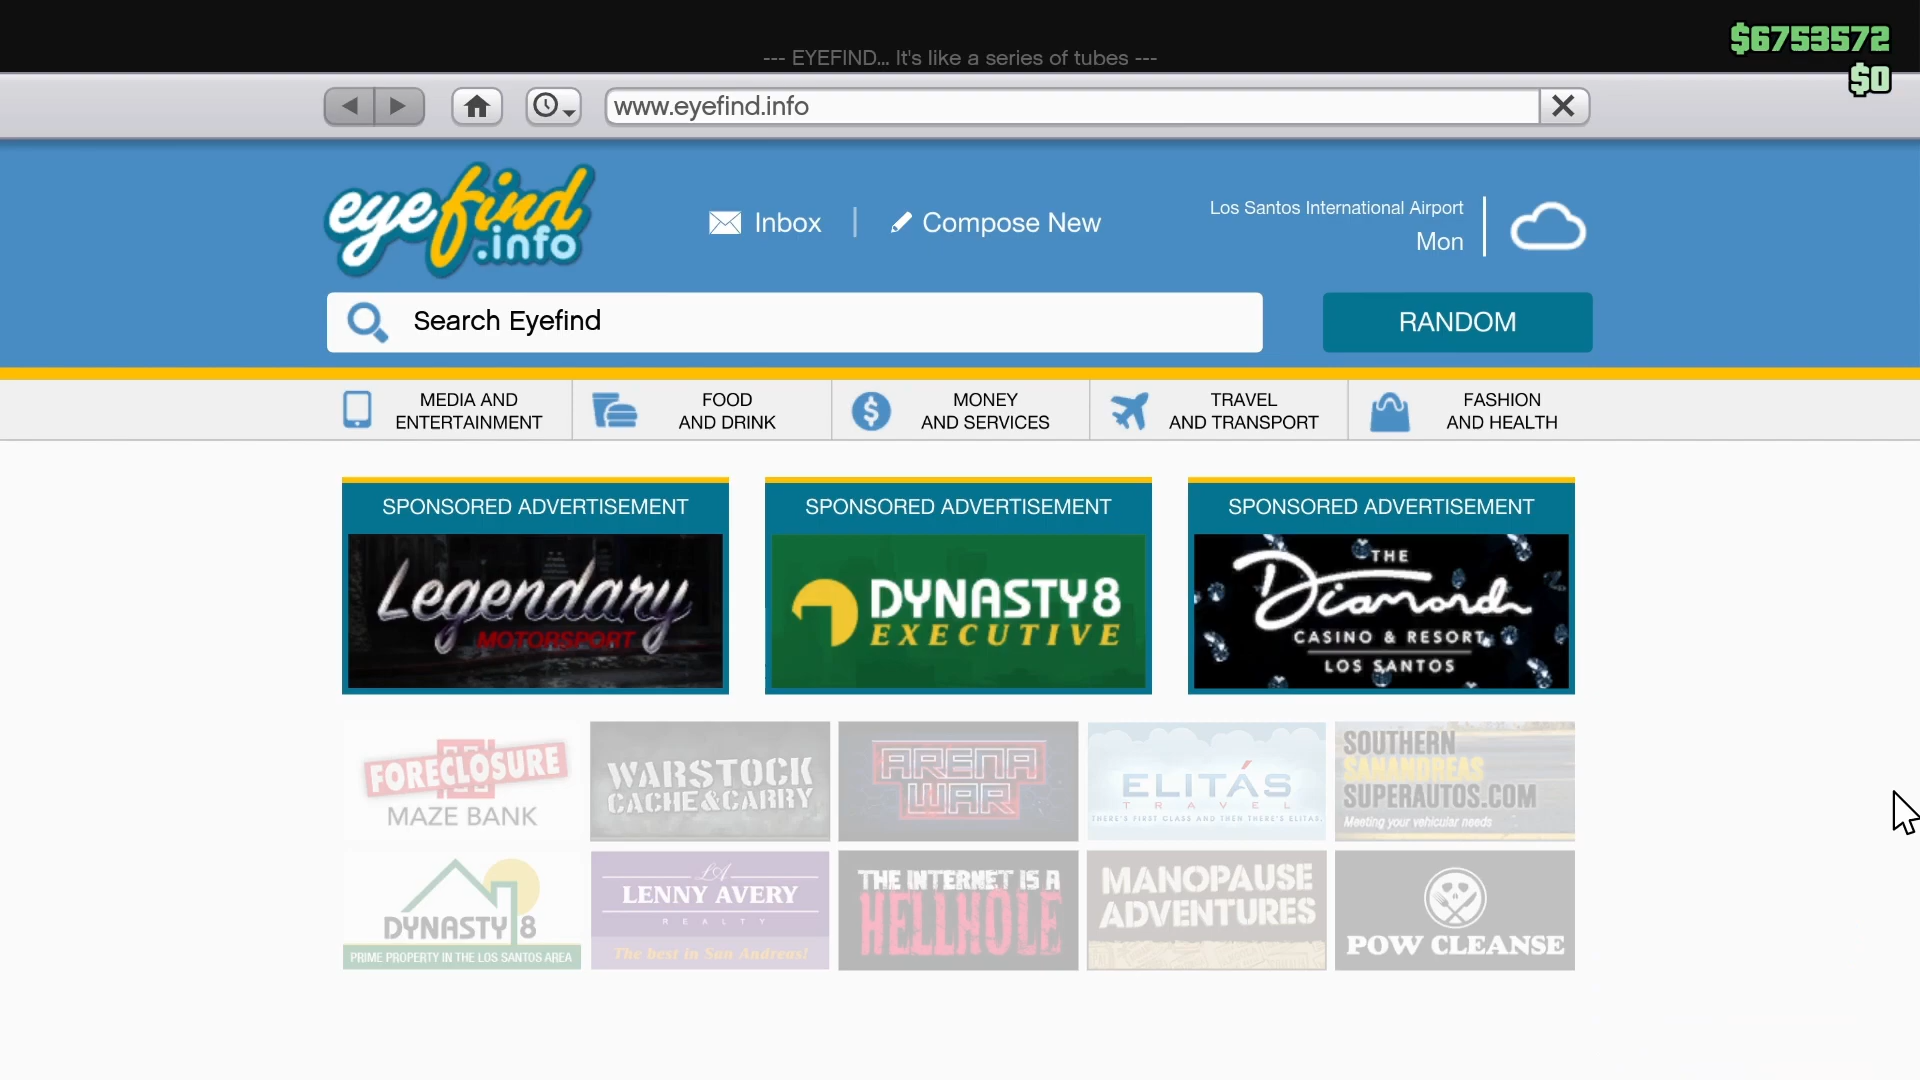 $6753572
--- EYEFIND... It's like a series of tubes ---
$0
www.eyefind.info
eyefind
.info
Inbox
Compose New
Los Santos International Airport
Mon
Search Eyefind
RANDOM
MEDIA AND
ENTERTAINMENT
FOOD
AND DRINK
MONEY
AND SERVICES
TRAVEL
AND TRANSPORT
FASHION
AND HEALTH
SPONSORED ADVERTISEMENT
Legendary
MOTORSPORT
SPONSORED ADVERTISEMENT
DYNASTY 8
EXECUTIVE
SPONSORED ADVERTISEMENT
THE
Diamond
CASINO & RESORT
LOS SANTOS
FORECLOSURE
MAZE BANK
WARSTOCK
CACHE&CARRY
ARENA
WAR
ELITÁS
TRAVEL
THERE'S FIRST CLASS AND THEN THERE'S ELITAS.
SOUTHERN
SANANDREAS
SUPERAUTOS.COM
Meeting your vehicular needs
DYNASTY 8
PRIME PROPERTY IN THE LOS SANTOS AREA
LA
LENNY AVERY
REALTY
The best in San Andreas!
THE INTERNET IS A
HELLHOLE
MANOPAUSE
ADVENTURES
POW CLEANSE